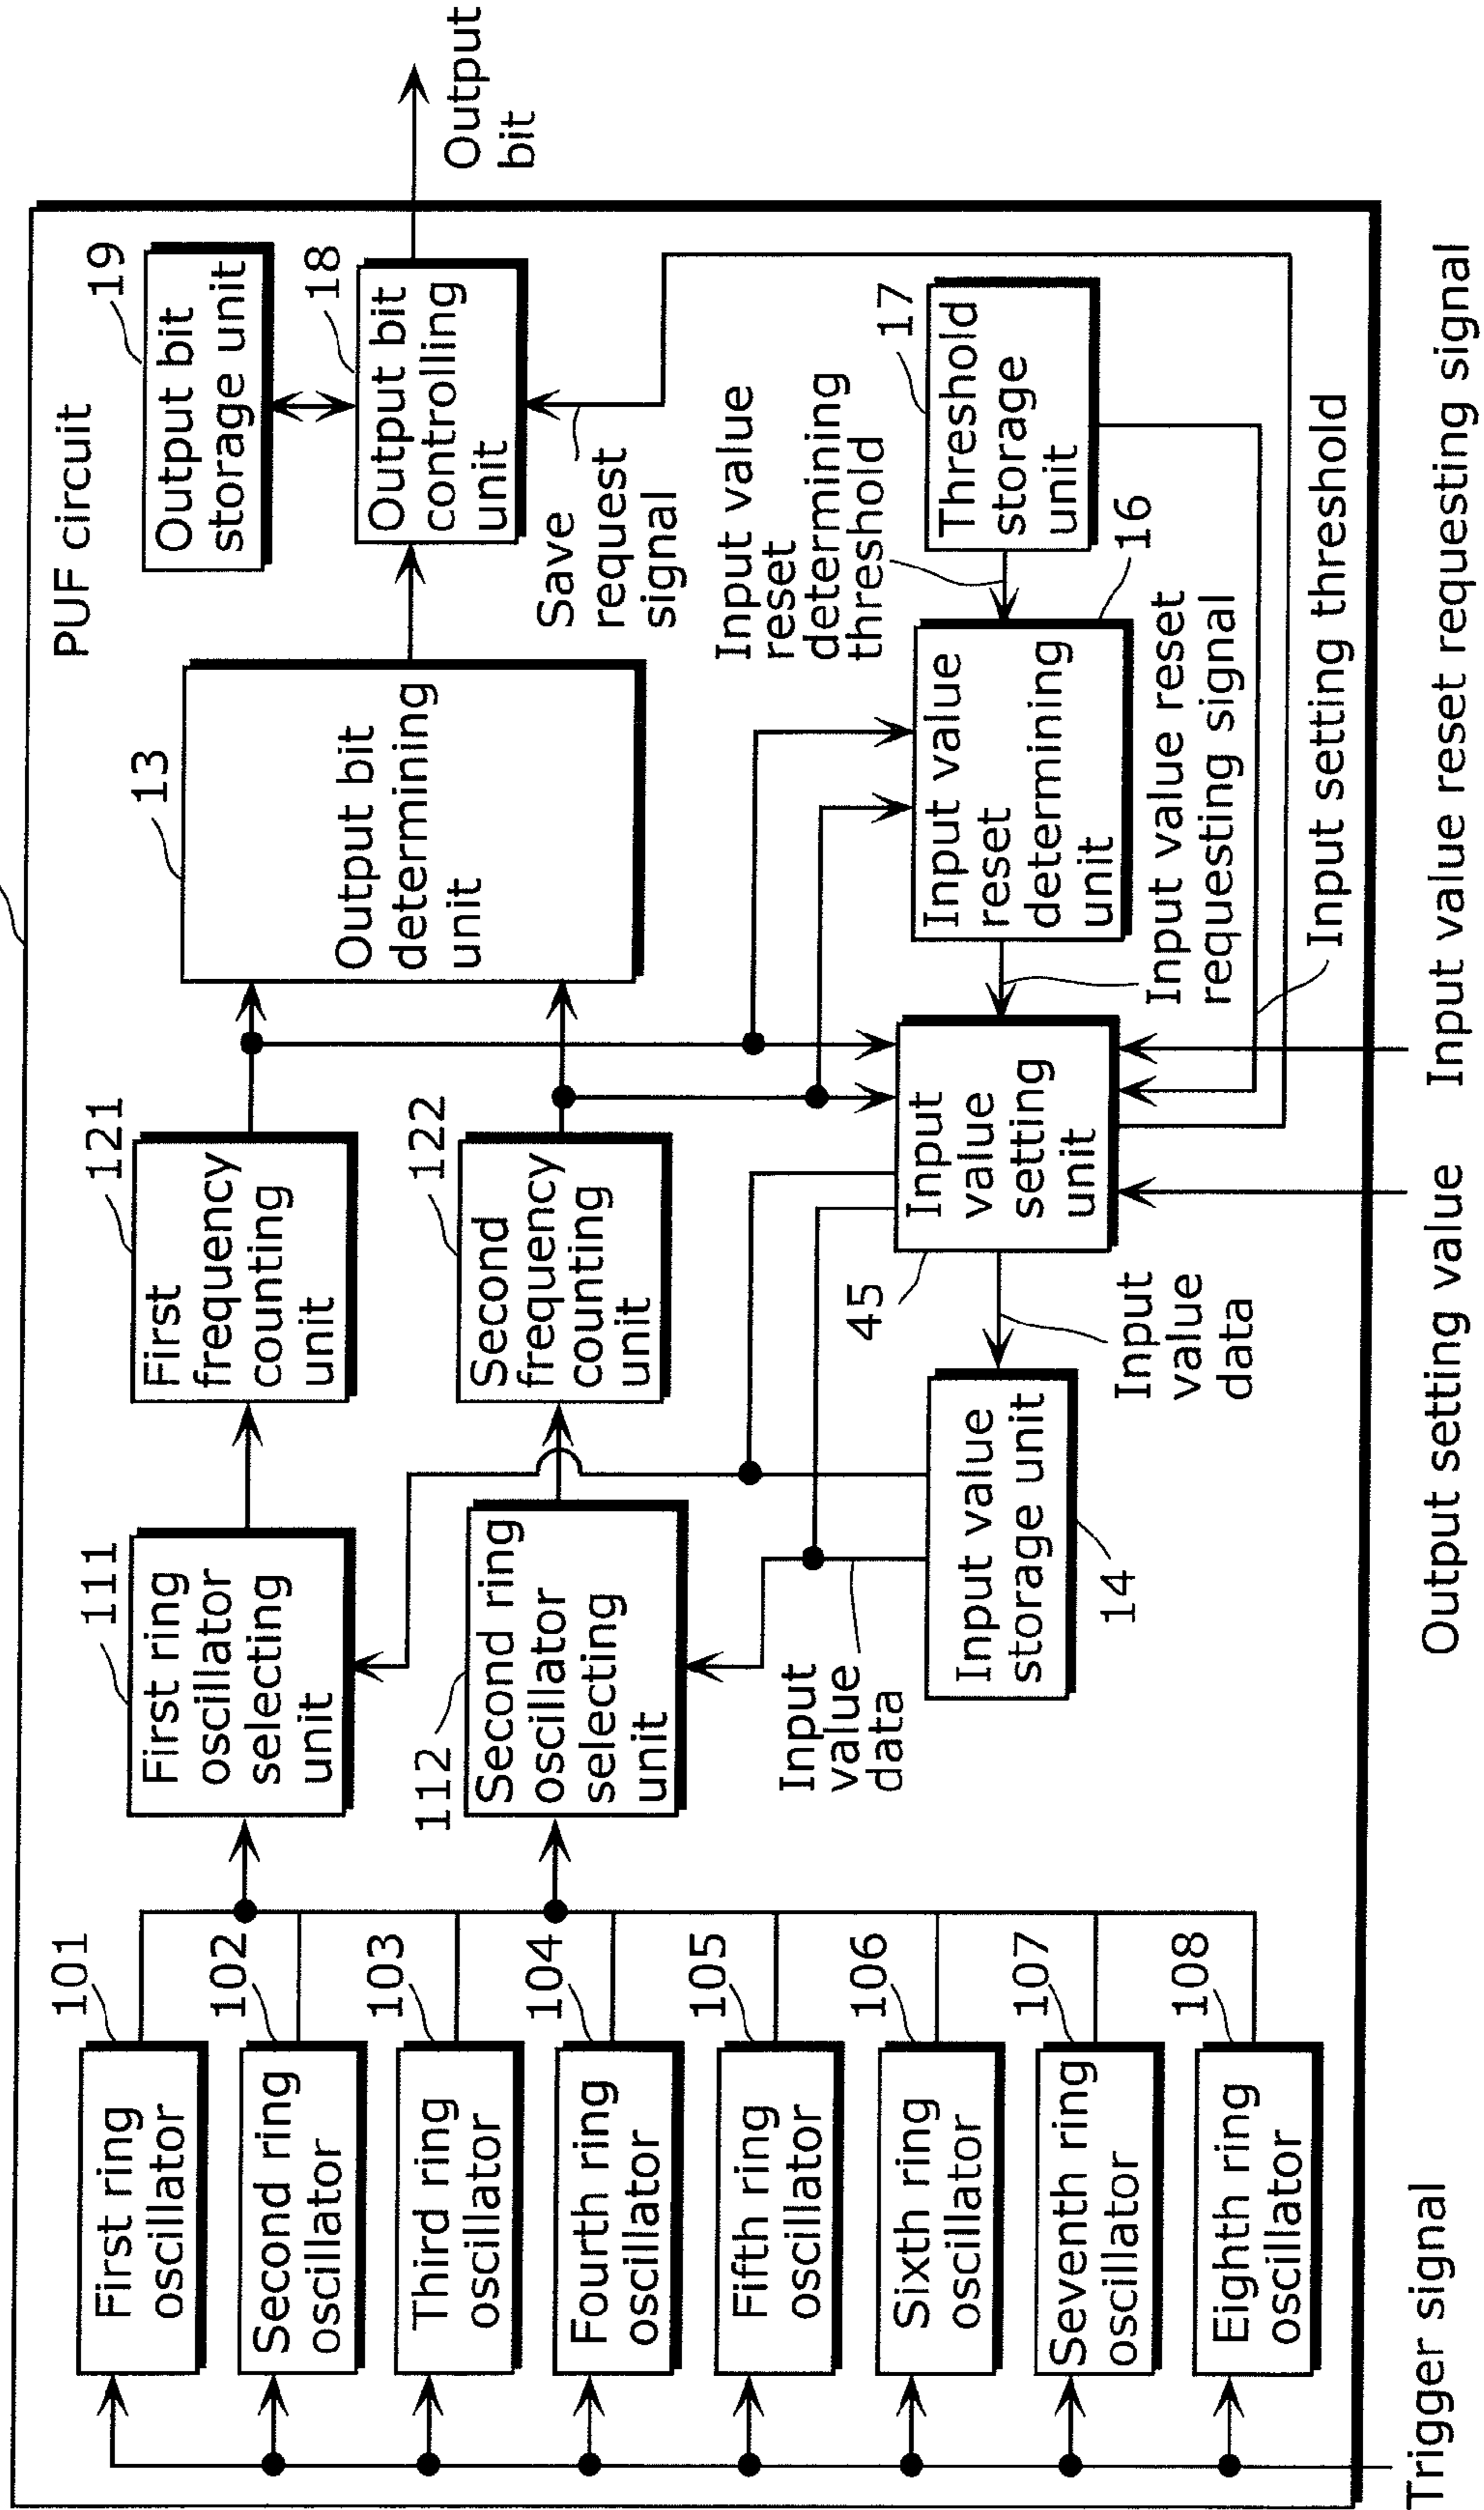 PUF circuit
101
First ring
oscillator
102
Second ring
oscillator
103
Third ring
oscillator
104
Fourth ring
oscillator
105
Fifth ring
oscillator
106
Sixth ring
oscillator
107
Seventh ring
oscillator
108
Eighth ring
oscillator
111
First ring
oscillator
selecting
unit
112
Second ring
oscillator
selecting
unit
121
First
frequency
counting
unit
122
Second
frequency
counting
unit
13
Output bit
determining
unit
19
Output bit
storage unit
18
Output bit
controlling
unit
Output
bit
Save
request
signal
Input
value
data
Input value
storage unit
14
Input
value
data
45
Input
value
setting
unit
Input value
reset
determining
threshold
Input value
reset
determining
unit
16
17
Threshold
storage
unit
Input value reset
requesting signal
Input setting threshold
Trigger signal
Output setting value
Input value reset requesting signal